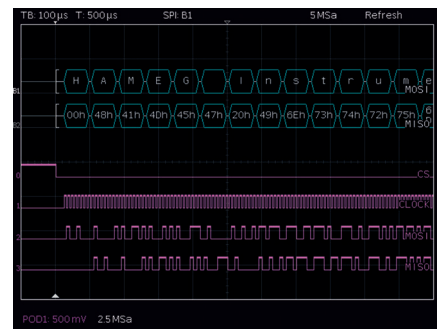 TB: 100µs T: 500µs SPI: B1 5MSa Refresh
B1 H A M E G I n s t r u m e
MOSI
B2 00h 48h 41h 4Dh 45h 47h 20h 49h 6Eh 73h 74h 72h 75h 6
MISO
0 CS
1 CLOCK
2 MOSI
3 MISO
POD1: 500mV 2.5MSa